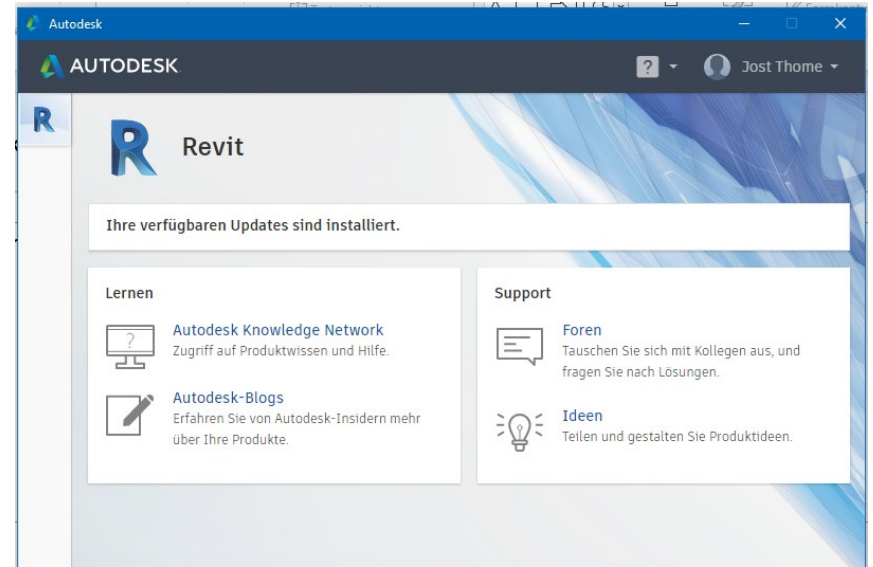 Autodesk
AUTODESK
? Jost Thome
R
R Revit
Ihre verfügbaren Updates sind installiert.
Lernen
?
Autodesk Knowledge Network
Zugriff auf Produktwissen und Hilfe.
Autodesk-Blogs
Erfahren Sie von Autodesk-Insidern mehr
über Ihre Produkte.
Support
Foren
Tauschen Sie sich mit Kollegen aus, und
fragen Sie nach Lösungen.
Ideen
Teilen und gestalten Sie Produktideen.